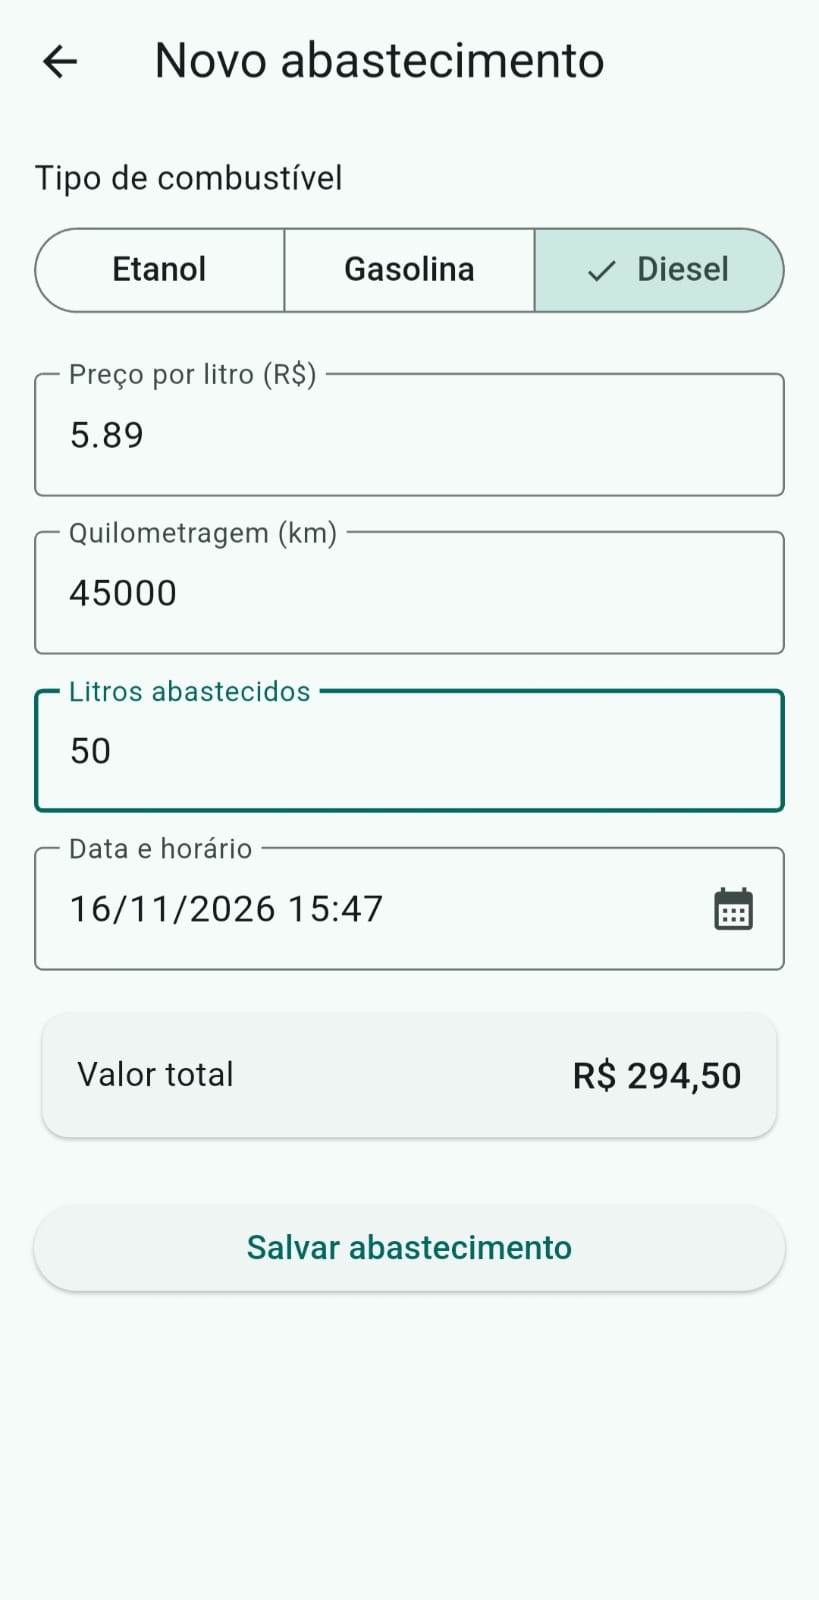 Novo abastecimento
Tipo de combustível
Etanol Gasolina Diesel
Preço por litro (R$)
5.89
Quilometragem (km)
45000
Litros abastecidos
50
Data e horário
16/11/2026 15:47
Valor total R$ 294,50
Salvar abastecimento